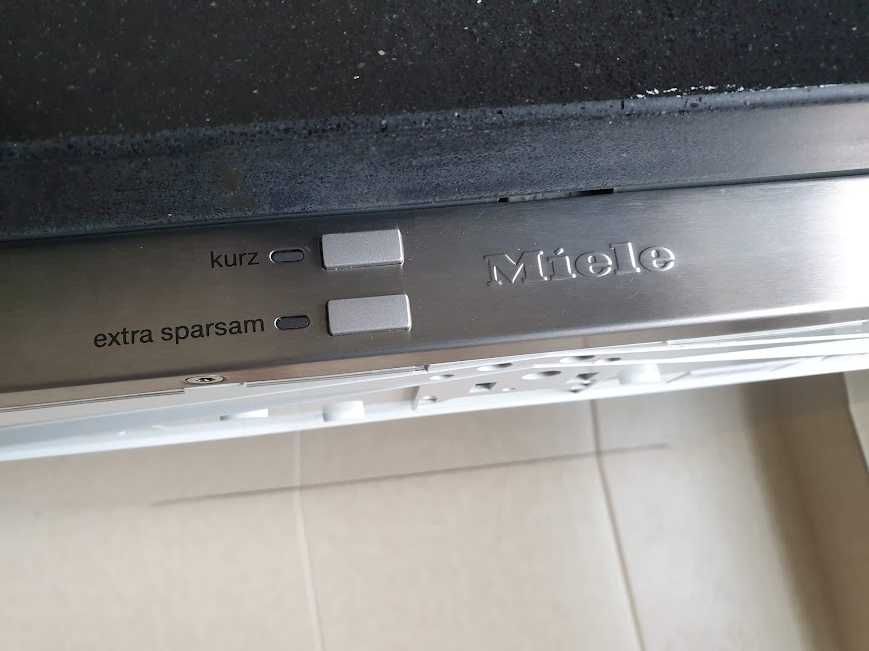 kurz
Miele
extra sparsam